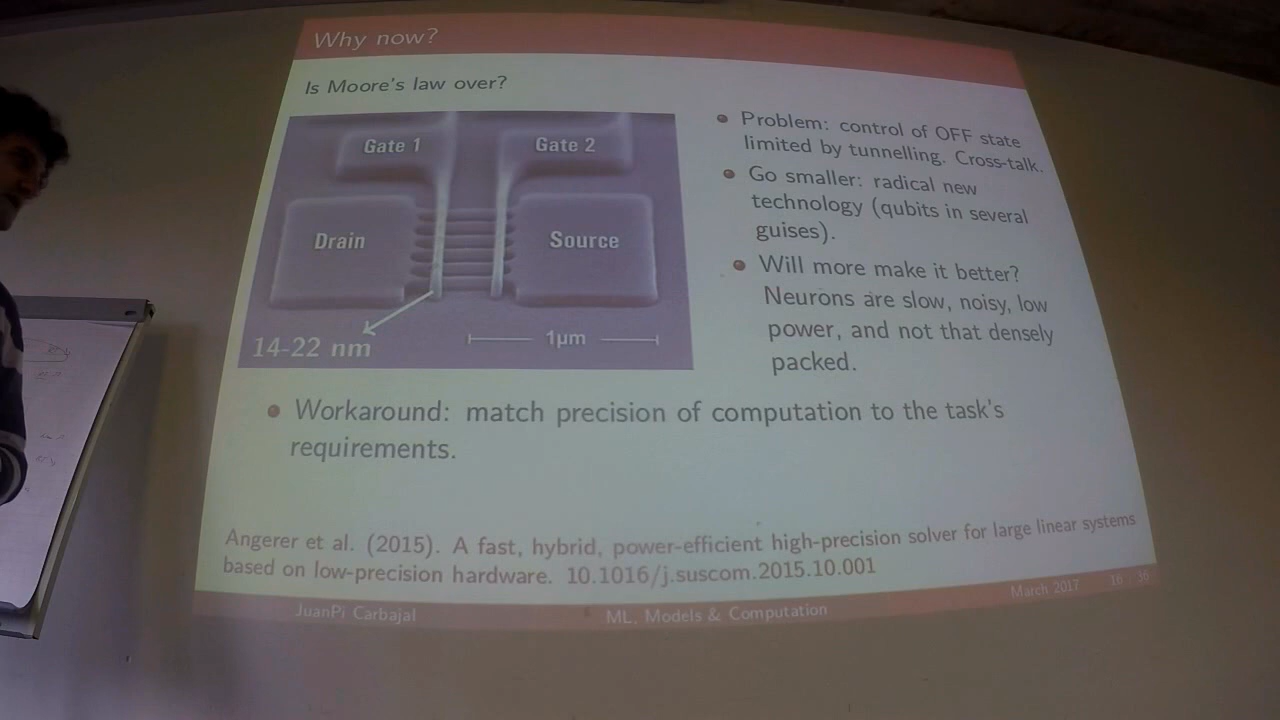 Why now?
Is Moore's law over?
Gate 1
Gate 2
Drain
Source
14-22 nm
1µm
Problem: control of OFF state
limited by tunnelling. Cross-talk.
Go smaller: radical new
technology (qubits in several
guises).
Will more make it better?
Neurons are slow, noisy, low
power, and not that densely
packed.
Workaround: match precision of computation to the task's
requirements.
Angerer et al. (2015). A fast, hybrid, power-efficient high-precision solver for large linear systems
based on low-precision hardware. 10.1016/j.suscom.2015.10.001
JuanPi Carbajal
ML, Models & Computation
March 2017
16 / 36